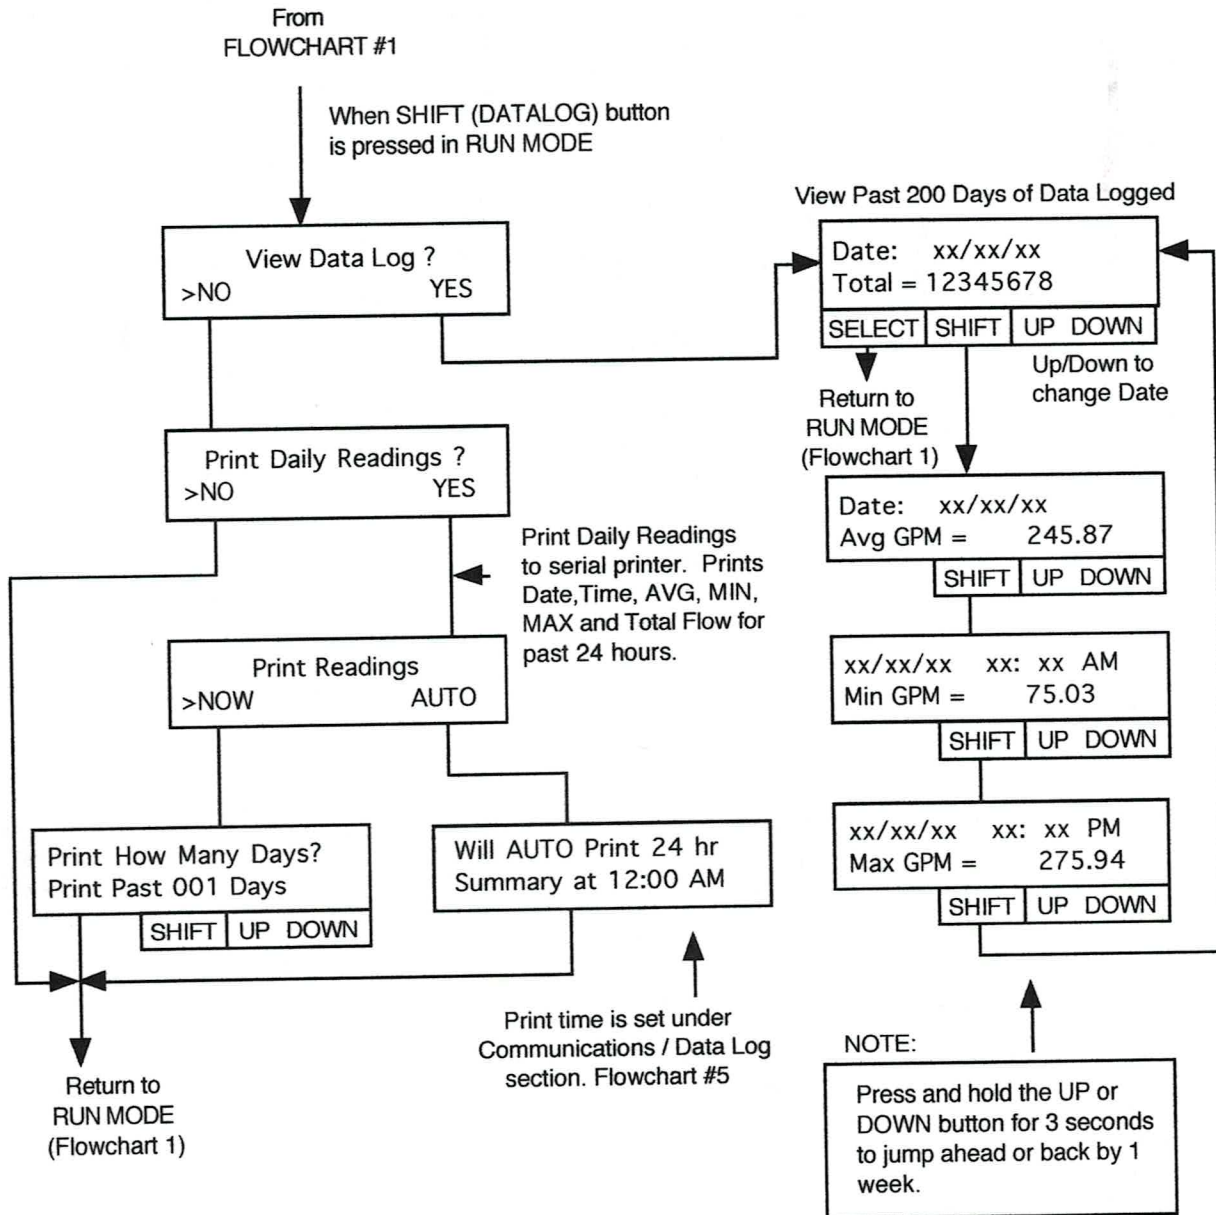 From
FLOWCHART #1
When SHIFT (DATALOG) button
is pressed in RUN MODE
View Data Log ?
>NO YES
Print Daily Readings ?
>NO YES
Print Daily Readings
to serial printer. Prints
Date,Time, AVG, MIN,
MAX and Total Flow for
past 24 hours.
Print Readings
>NOW AUTO
Print How Many Days?
Print Past 001 Days
SHIFT UP DOWN
Will AUTO Print 24 hr
Summary at 12:00 AM
Print time is set under
Communications / Data Log
section. Flowchart #5
Return to
RUN MODE
(Flowchart 1)
View Past 200 Days of Data Logged
Date: xx/xx/xx
Total = 12345678
SELECT SHIFT UP DOWN
Up/Down to
change Date
Return to
RUN MODE
(Flowchart 1)
Date: xx/xx/xx
Avg GPM = 245.87
SHIFT UP DOWN
xx/xx/xx xx: xx AM
Min GPM = 75.03
SHIFT UP DOWN
xx/xx/xx xx: xx PM
Max GPM = 275.94
SHIFT UP DOWN
NOTE:
Press and hold the UP or
DOWN button for 3 seconds
to jump ahead or back by 1
week.